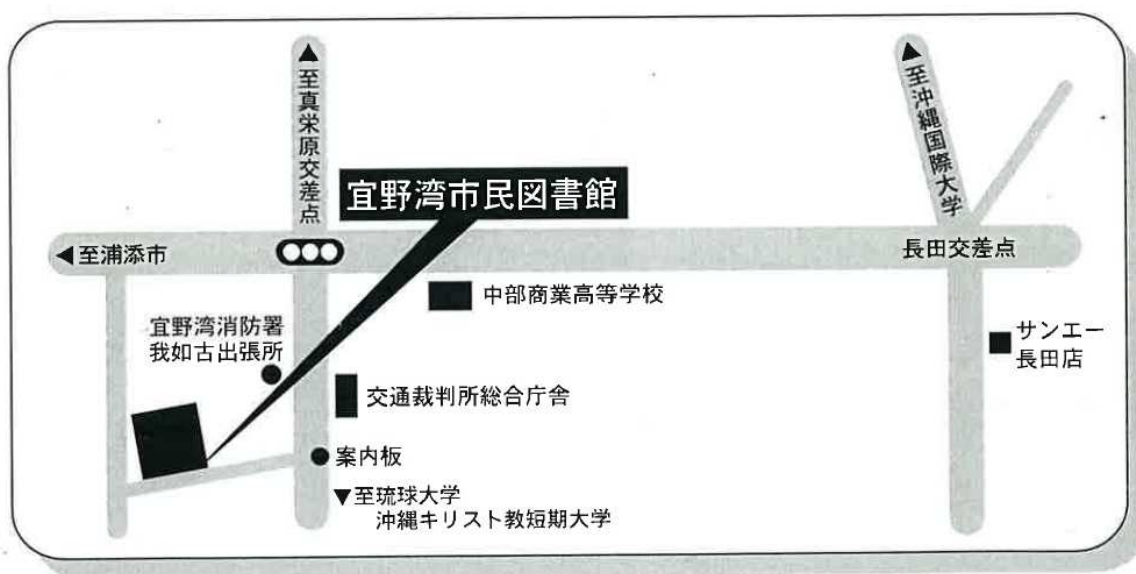 ▲至真栄原交差点
▲至沖縄国際大学
宜野湾市民図書館
◀至浦添市
長田交差点
中部商業高等学校
宜野湾消防署
我如古出張所
サンエー
長田店
交通裁判所総合庁舎
案内板
▼至琉球大学
沖縄キリスト教短期大学